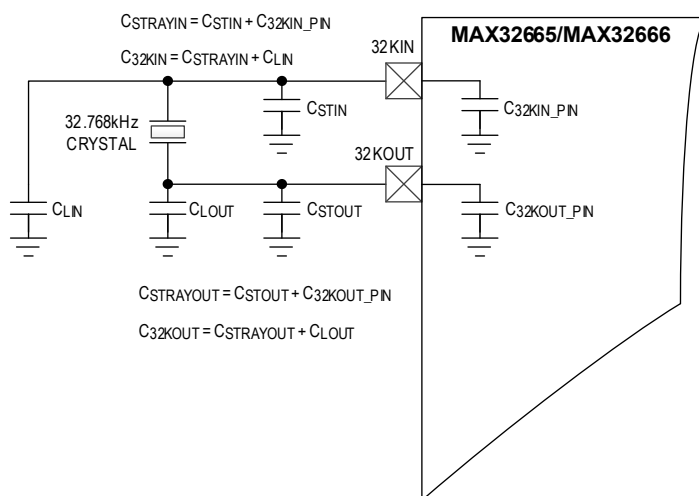 CSTRAYIN = CSTIN + C32KIN_PIN
C32KIN = CSTRAYIN + CLIN
32KIN
MAX32665/MAX32666
CSTIN
C32KIN_PIN
32.768kHz
CRYSTAL
32KOUT
CLIN
CLOUT
CSTOUT
C32KOUT_PIN
CSTRAYOUT = CSTOUT + C32KOUT_PIN
C32KOUT = CSTRAYOUT + CLOUT